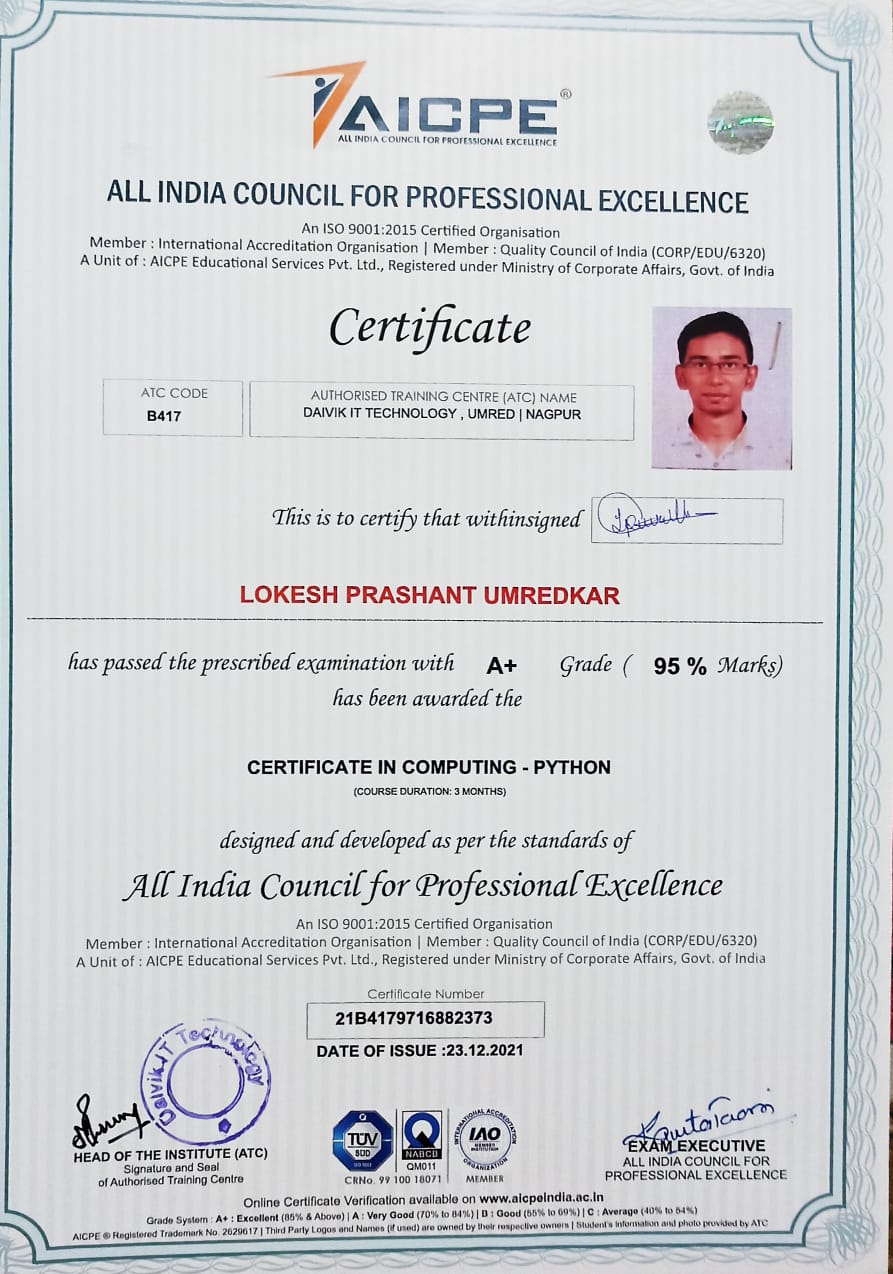 AICPE®
ALL INDIA COUNCIL FOR PROFESSIONAL EXCELLENCE
ALL INDIA COUNCIL FOR PROFESSIONAL EXCELLENCE
An ISO 9001:2015 Certified Organisation
Member : International Accreditation Organisation | Member : Quality Council of India (CORP/EDU/6320)
A Unit of : AICPE Educational Services Pvt. Ltd., Registered under Ministry of Corporate Affairs, Govt. of India
Certificate
ATC CODE
B417
AUTHORISED TRAINING CENTRE (ATC) NAME
DAIVIK IT TECHNOLOGY , UMRED | NAGPUR
This is to certify that withinsigned
LOKESH PRASHANT UMREDKAR
has passed the prescribed examination with A+ Grade ( 95 % Marks)
has been awarded the
CERTIFICATE IN COMPUTING - PYTHON
(COURSE DURATION: 3 MONTHS)
designed and developed as per the standards of
All India Council for Professional Excellence
An ISO 9001:2015 Certified Organisation
Member : International Accreditation Organisation | Member : Quality Council of India (CORP/EDU/6320)
A Unit of : AICPE Educational Services Pvt. Ltd., Registered under Ministry of Corporate Affairs, Govt. of India
Certificate Number
21B4179716882373
DATE OF ISSUE :23.12.2021
Daivik IT Technology
HEAD OF THE INSTITUTE (ATC)
Signature and Seal
of Authorised Training Centre
TÜV
SÜD
ISO 9001
CRNo. 99 100 18071
NABCB
QM011
INTERNATIONAL ACCREDITATION ORGANIZATION
IAO
MEMBER
INSTITUTION
MEMBER
EXAM EXECUTIVE
ALL INDIA COUNCIL FOR
PROFESSIONAL EXCELLENCE
Online Certificate Verification available on www.aicpeindia.ac.in
Grade System : A+ : Excellent (85% & Above) | A : Very Good (70% to 84%) | B : Good (55% to 69%) | C : Average (40% to 54%)
AICPE ® Registered Trademark No. 2629617 | Third Party Logos and Names (if used) are owned by their respective owners | Student's Information and photo provided by ATC